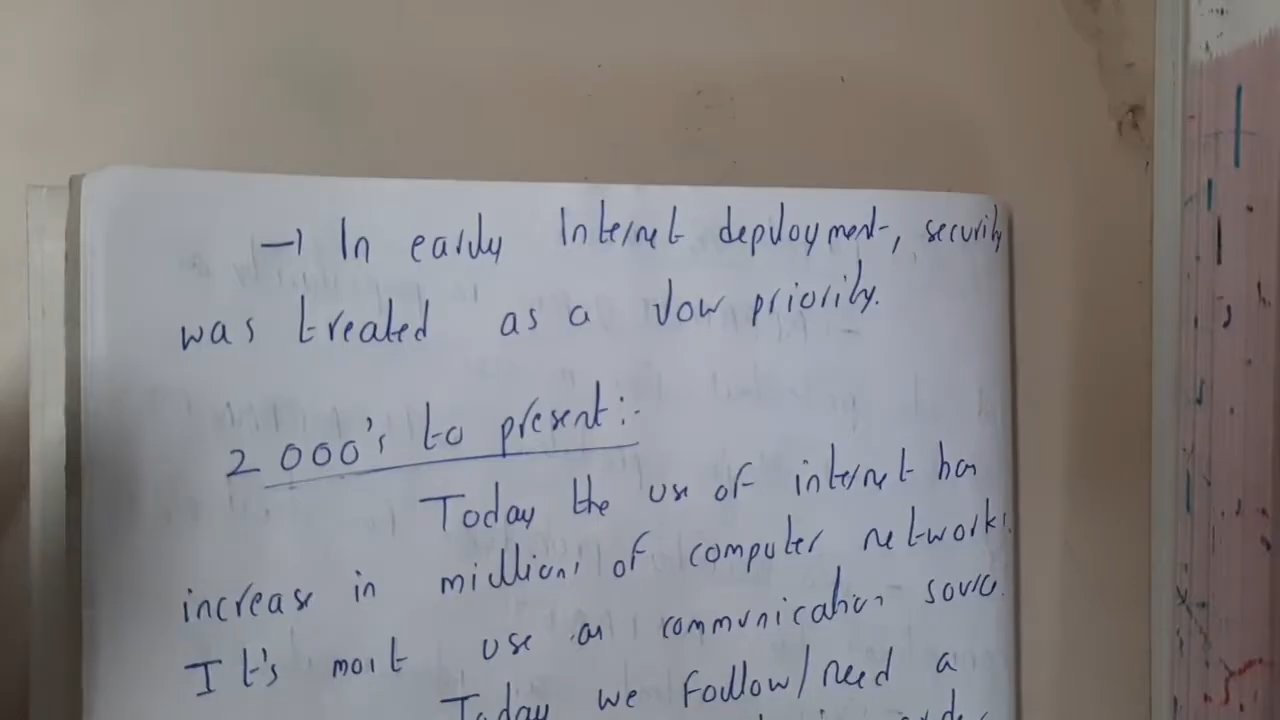 → In early Internet deployment, security
was treated as a low priority.
2000's to present:-
Today the use of internet has
increase in millions of computer networks.
It's most use as communication source.
Today we follow/need a